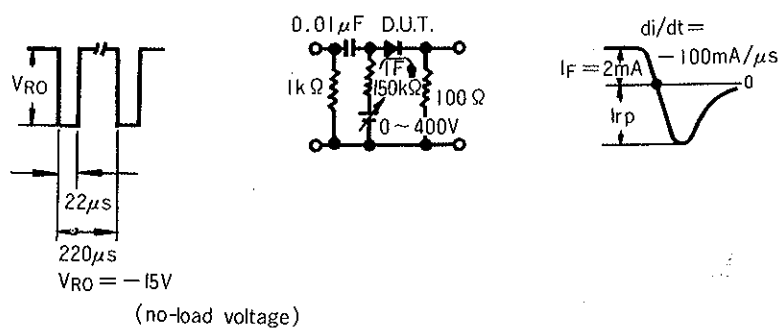 VRO
22μs
220μs
VRO = −15V
(no-load voltage)
0.01μF D.U.T.
1kΩ
IF
150kΩ
100Ω
0~400V
di/dt=
−100mA/μs
IF = 2mA
0
Irp